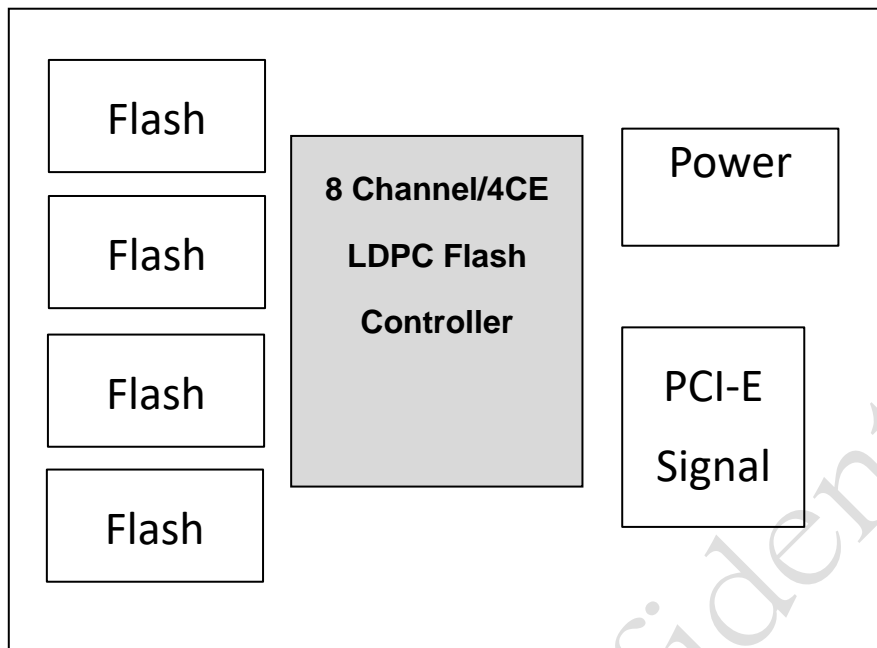 Flash
Flash
Flash
Flash
8 Channel/4CE
LDPC Flash
Controller
Power
PCI-E
Signal